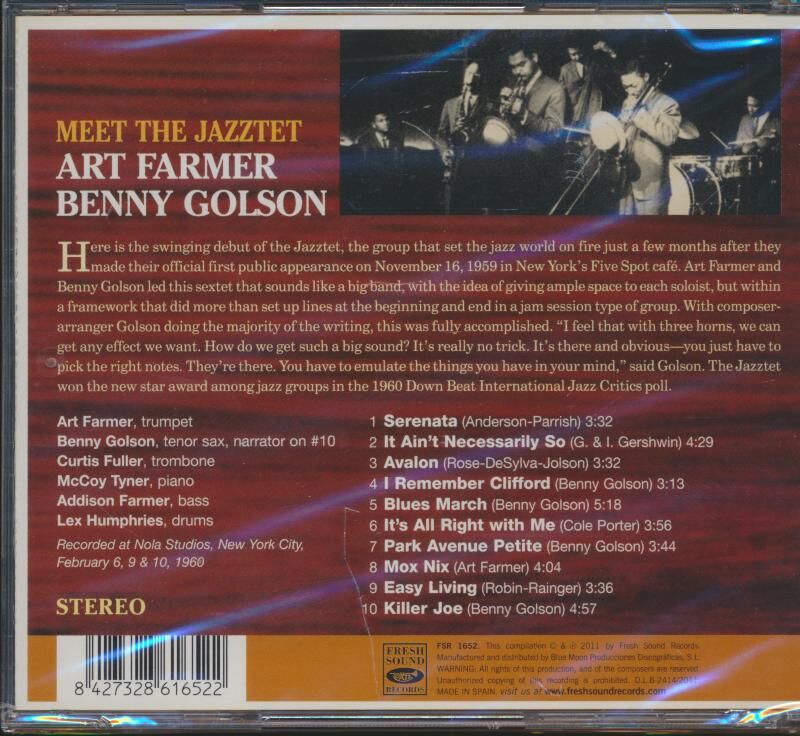 MEET THE JAZZTET
ART FARMER
BENNY GOLSON
Here is the swinging debut of the Jazztet, the group that set the jazz world on fire just a few months after they
made their official first public appearance on November 16, 1959 in New York's Five Spot café. Art Farmer and
Benny Golson led this sextet that sounds like a big band, with the idea of giving ample space to each soloist, but within
a framework that did more than set up lines at the beginning and end in a jam session type of group. With composer-
arranger Golson doing the majority of the writing, this was fully accomplished. “I feel that with three horns, we can
get any effect we want. How do we get such a big sound? It's really no trick. It's there and obvious—you just have to
pick the right notes. They're there. You have to emulate the things you have in your mind,” said Golson. The Jazztet
won the new star award among jazz groups in the 1960 Down Beat International Jazz Critics poll.
Art Farmer, trumpet
Benny Golson, tenor sax, narrator on #10
Curtis Fuller, trombone
McCoy Tyner, piano
Addison Farmer, bass
Lex Humphries, drums
Recorded at Nola Studios, New York City,
February 6, 9 & 10, 1960
STEREO
1 Serenata (Anderson-Parrish) 3:32
2 It Ain't Necessarily So (G. & I. Gershwin) 4:29
3 Avalon (Rose-DeSylva-Jolson) 3:32
4 I Remember Clifford (Benny Golson) 3:13
5 Blues March (Benny Golson) 5:18
6 It's All Right with Me (Cole Porter) 3:56
7 Park Avenue Petite (Benny Golson) 3:44
8 Mox Nix (Art Farmer) 4:04
9 Easy Living (Robin-Rainger) 3:36
10 Killer Joe (Benny Golson) 4:57
8 427328 616522
FRESH
SOUND
RECORDS
FSR 1652. This compilation © & ℗ 2011 by Fresh Sound Records.
Manufactured and distributed by Blue Moon Producciones Discográficas, S.L.
WARNING: All rights of this production, and of the composers are reserved.
Unauthorized copying of this recording is prohibited. D.L.B-2414/2011
MADE IN SPAIN. visit us at www.freshsoundrecords.com